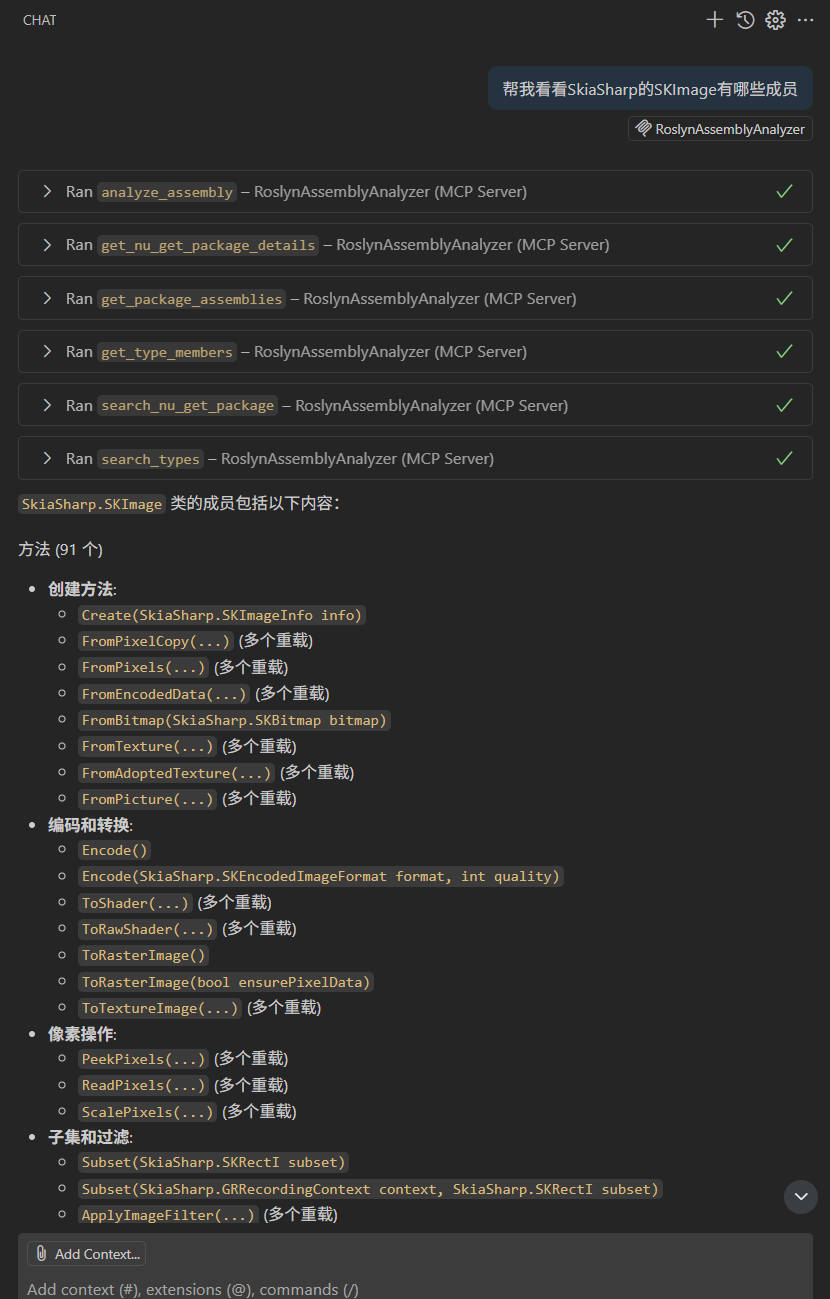 CHAT
帮我看看SkiaSharp的SKImage有哪些成员
RoslynAssemblyAnalyzer
Ran analyze_assembly – RoslynAssemblyAnalyzer (MCP Server)
Ran get_nu_get_package_details – RoslynAssemblyAnalyzer (MCP Server)
Ran get_package_assemblies – RoslynAssemblyAnalyzer (MCP Server)
Ran get_type_members – RoslynAssemblyAnalyzer (MCP Server)
Ran search_nu_get_package – RoslynAssemblyAnalyzer (MCP Server)
Ran search_types – RoslynAssemblyAnalyzer (MCP Server)
SkiaSharp.SKImage 类的成员包括以下内容：
方法 (91 个)
创建方法:
Create(SkiaSharp.SKImageInfo info)
FromPixelCopy(...) (多个重载)
FromPixels(...) (多个重载)
FromEncodedData(...) (多个重载)
FromBitmap(SkiaSharp.SKBitmap bitmap)
FromTexture(...) (多个重载)
FromAdoptedTexture(...) (多个重载)
FromPicture(...) (多个重载)
编码和转换:
Encode()
Encode(SkiaSharp.SKEncodedImageFormat format, int quality)
ToShader(...) (多个重载)
ToRawShader(...) (多个重载)
ToRasterImage()
ToRasterImage(bool ensurePixelData)
ToTextureImage(...) (多个重载)
像素操作:
PeekPixels(...) (多个重载)
ReadPixels(...) (多个重载)
ScalePixels(...) (多个重载)
子集和过滤:
Subset(SkiaSharp.SKRectI subset)
Subset(SkiaSharp.GRRecordingContext context, SkiaSharp.SKRectI subset)
ApplyImageFilter(...) (多个重载)
Add Context...
Add context (#), extensions (@), commands (/)